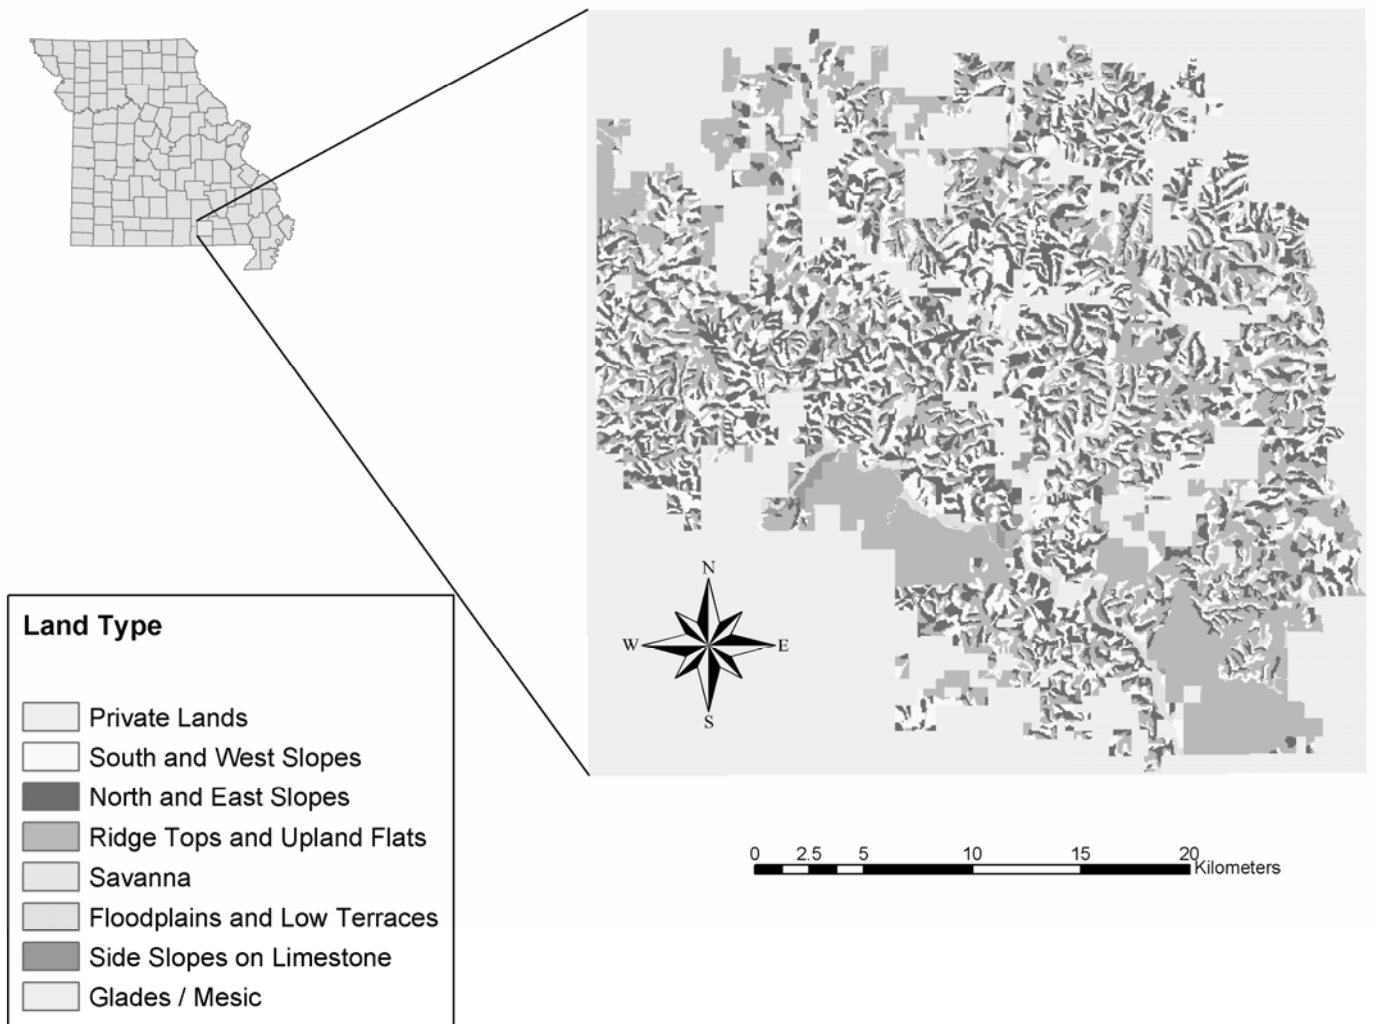 N
W E
S
0 2.5 5 10 15 20
Kilometers
Land Type
Private Lands
South and West Slopes
North and East Slopes
Ridge Tops and Upland Flats
Savanna
Floodplains and Low Terraces
Side Slopes on Limestone
Glades / Mesic